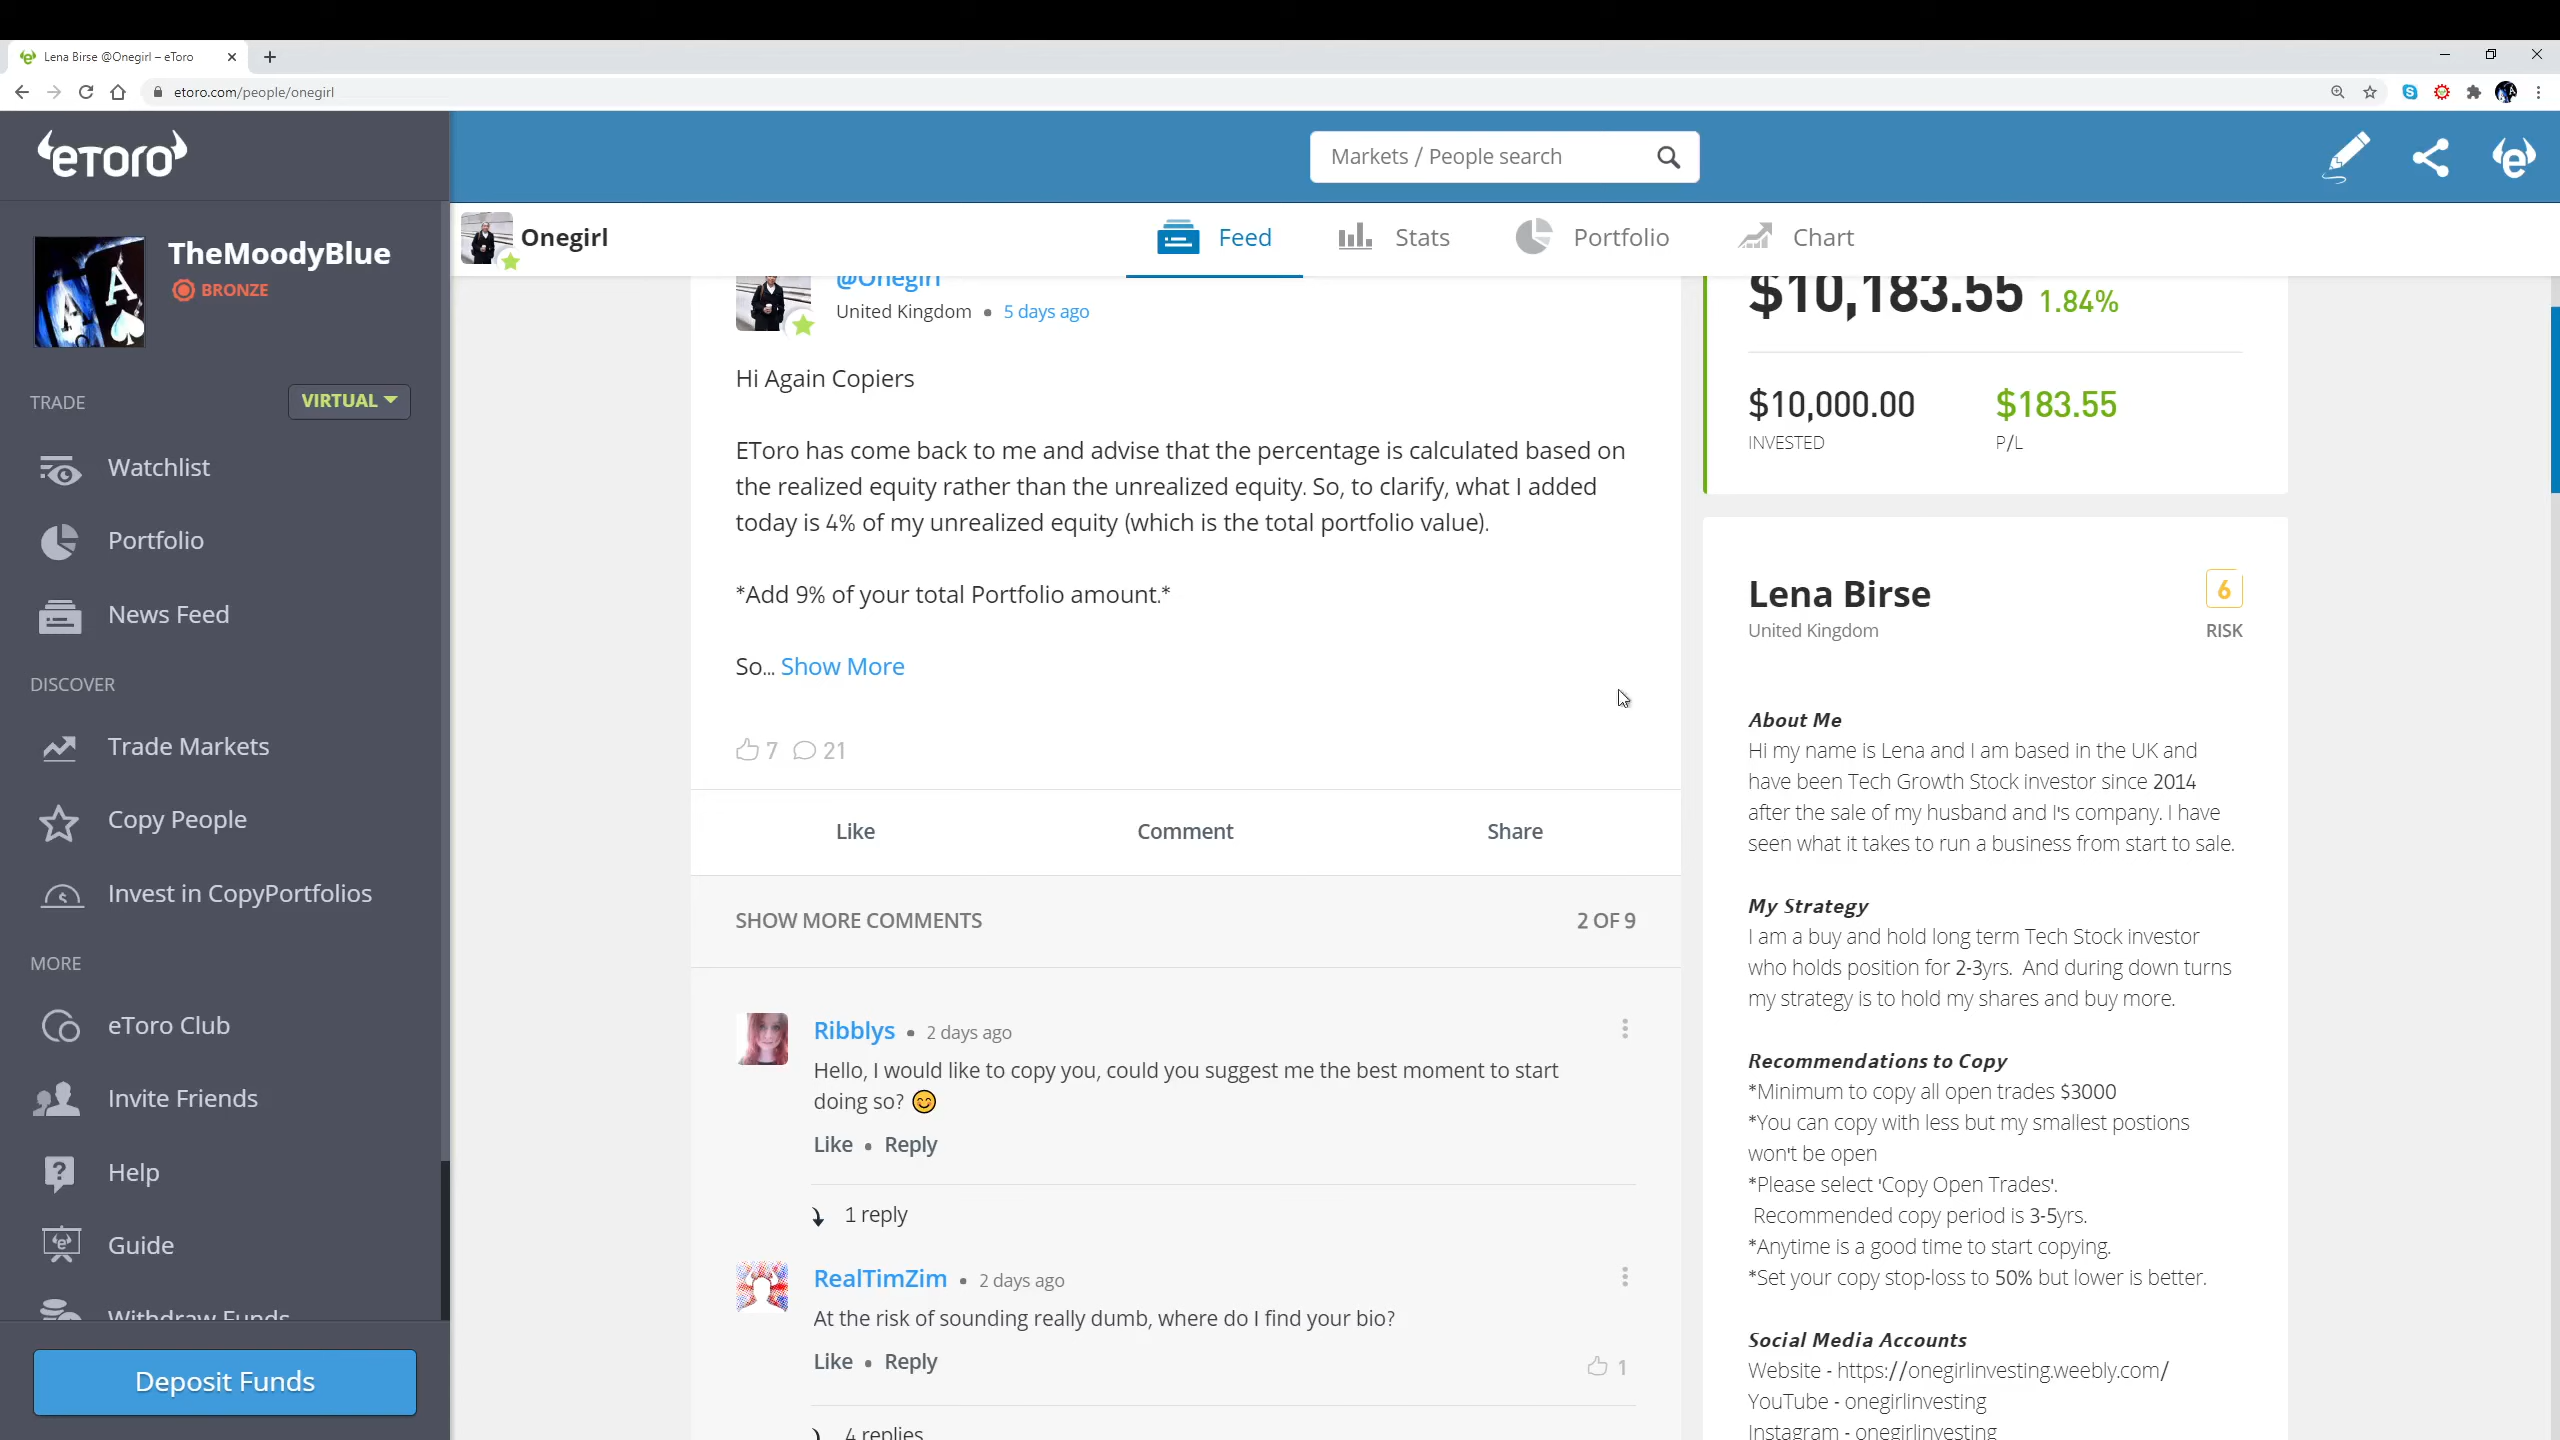 Lena Birse @Onegirl – eToro
etoro.com/people/onegirl
eToro
Markets / People search
TheMoodyBlue
BRONZE
TRADE
VIRTUAL
Watchlist
Portfolio
News Feed
DISCOVER
Trade Markets
Copy People
Invest in CopyPortfolios
MORE
eToro Club
Invite Friends
Help
Guide
Withdraw Funds
Deposit Funds
Onegirl
Feed
Stats
Portfolio
Chart
@Onegirl
United Kingdom • 5 days ago
Hi Again Copiers
EToro has come back to me and advise that the percentage is calculated based on
the realized equity rather than the unrealized equity. So, to clarify, what I added
today is 4% of my unrealized equity (which is the total portfolio value).
*Add 9% of your total Portfolio amount.*
So... Show More
7 21
Like Comment Share
SHOW MORE COMMENTS 2 OF 9
Ribblys • 2 days ago
Hello, I would like to copy you, could you suggest me the best moment to start
doing so? 😊
Like • Reply
1 reply
RealTimZim • 2 days ago
At the risk of sounding really dumb, where do I find your bio?
Like • Reply 1
4 replies
$10,183.55 1.84%
$10,000.00 $183.55
INVESTED P/L
Lena Birse 6
United Kingdom RISK
About Me
Hi my name is Lena and I am based in the UK and
have been Tech Growth Stock investor since 2014
after the sale of my husband and I's company. I have
seen what it takes to run a business from start to sale.
My Strategy
I am a buy and hold long term Tech Stock investor
who holds position for 2-3yrs. And during down turns
my strategy is to hold my shares and buy more.
Recommendations to Copy
*Minimum to copy all open trades $3000
*You can copy with less but my smallest postions
won't be open
*Please select 'Copy Open Trades'.
Recommended copy period is 3-5yrs.
*Anytime is a good time to start copying.
*Set your copy stop-loss to 50% but lower is better.
Social Media Accounts
Website - https://onegirlinvesting.weebly.com/
YouTube - onegirlinvesting
Instagram - onegirlinvesting